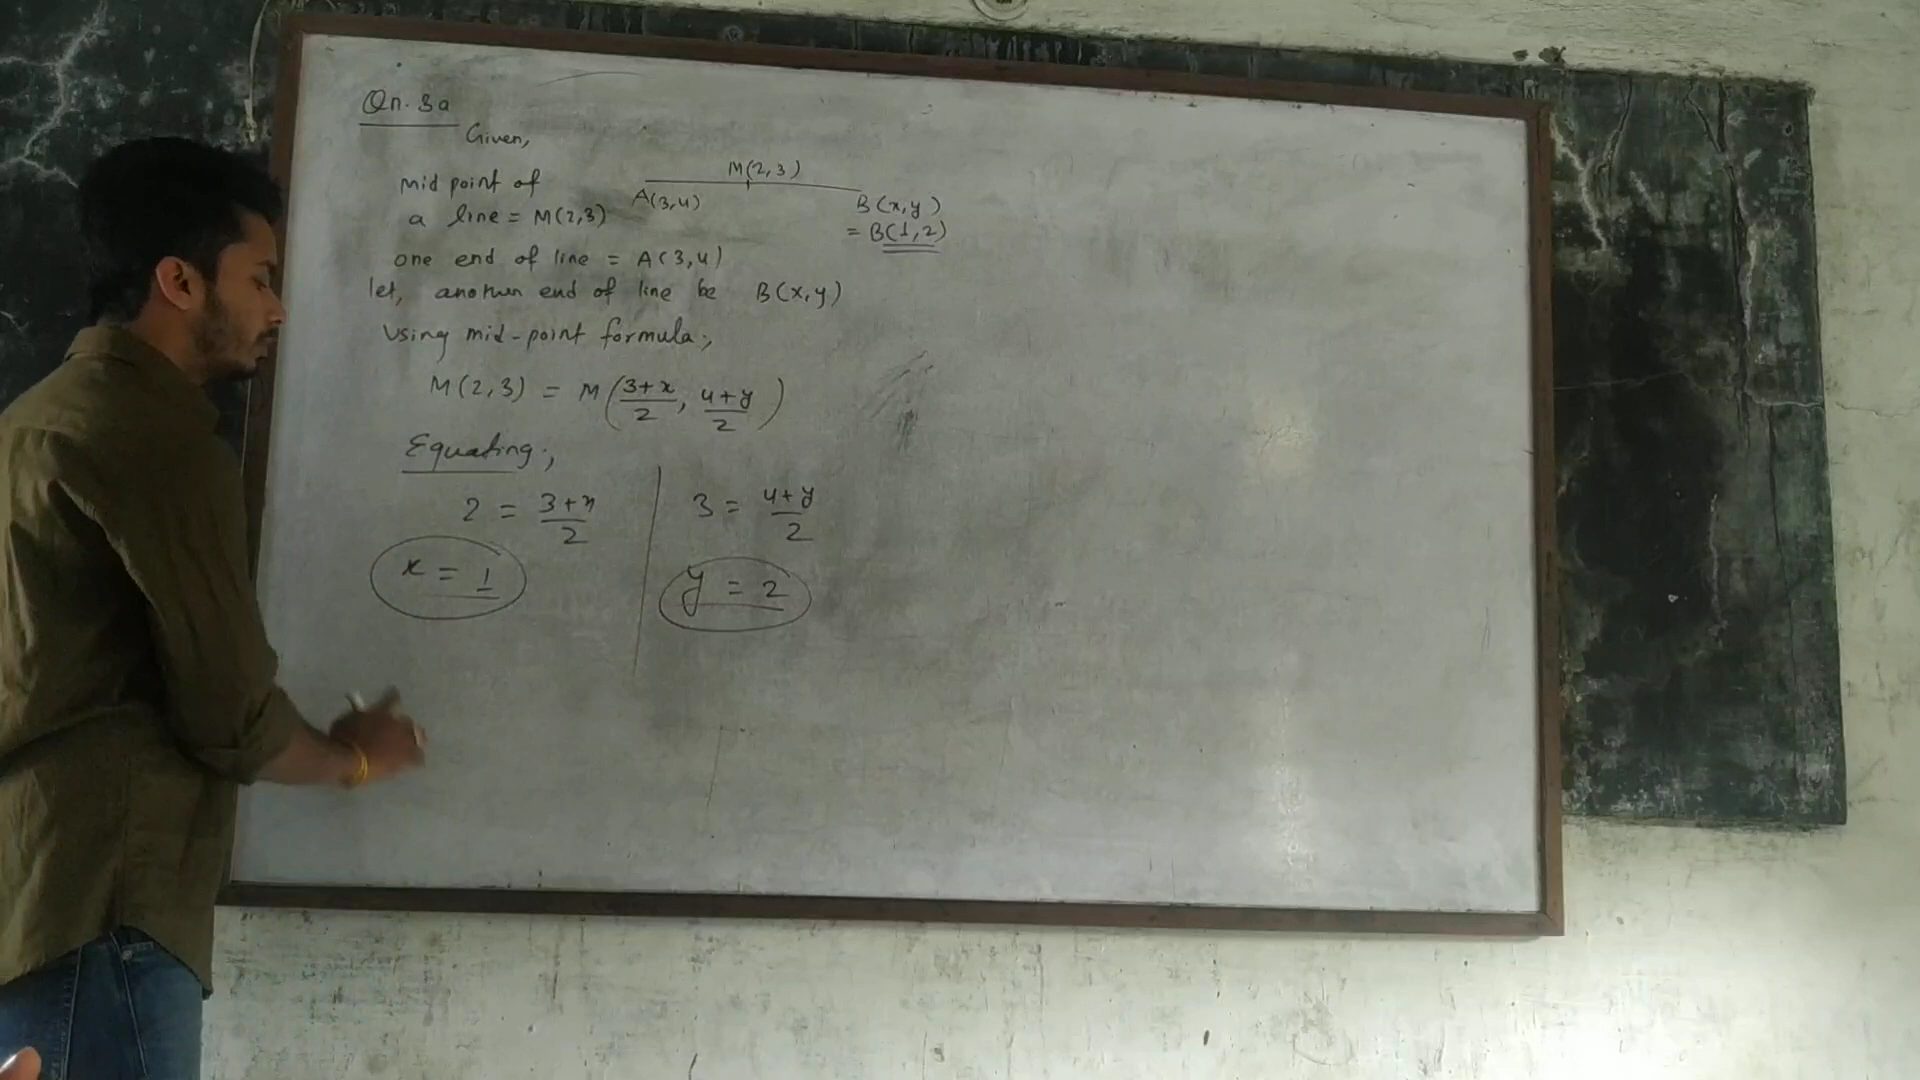 Qn. 3a
Given,
mid point of
a line = M(2,3)
M(2,3)
A(3,4)
B(x,y)
= B(1,2)
one end of line = A(3,4)
let, another end of line be B(x,y)
Using mid-point formula:,
M(2,3) = M(3+x/2, 4+y/2)
Equating:,
2 = 3+x/2
3 = 4+y/2
x = 1
y = 2